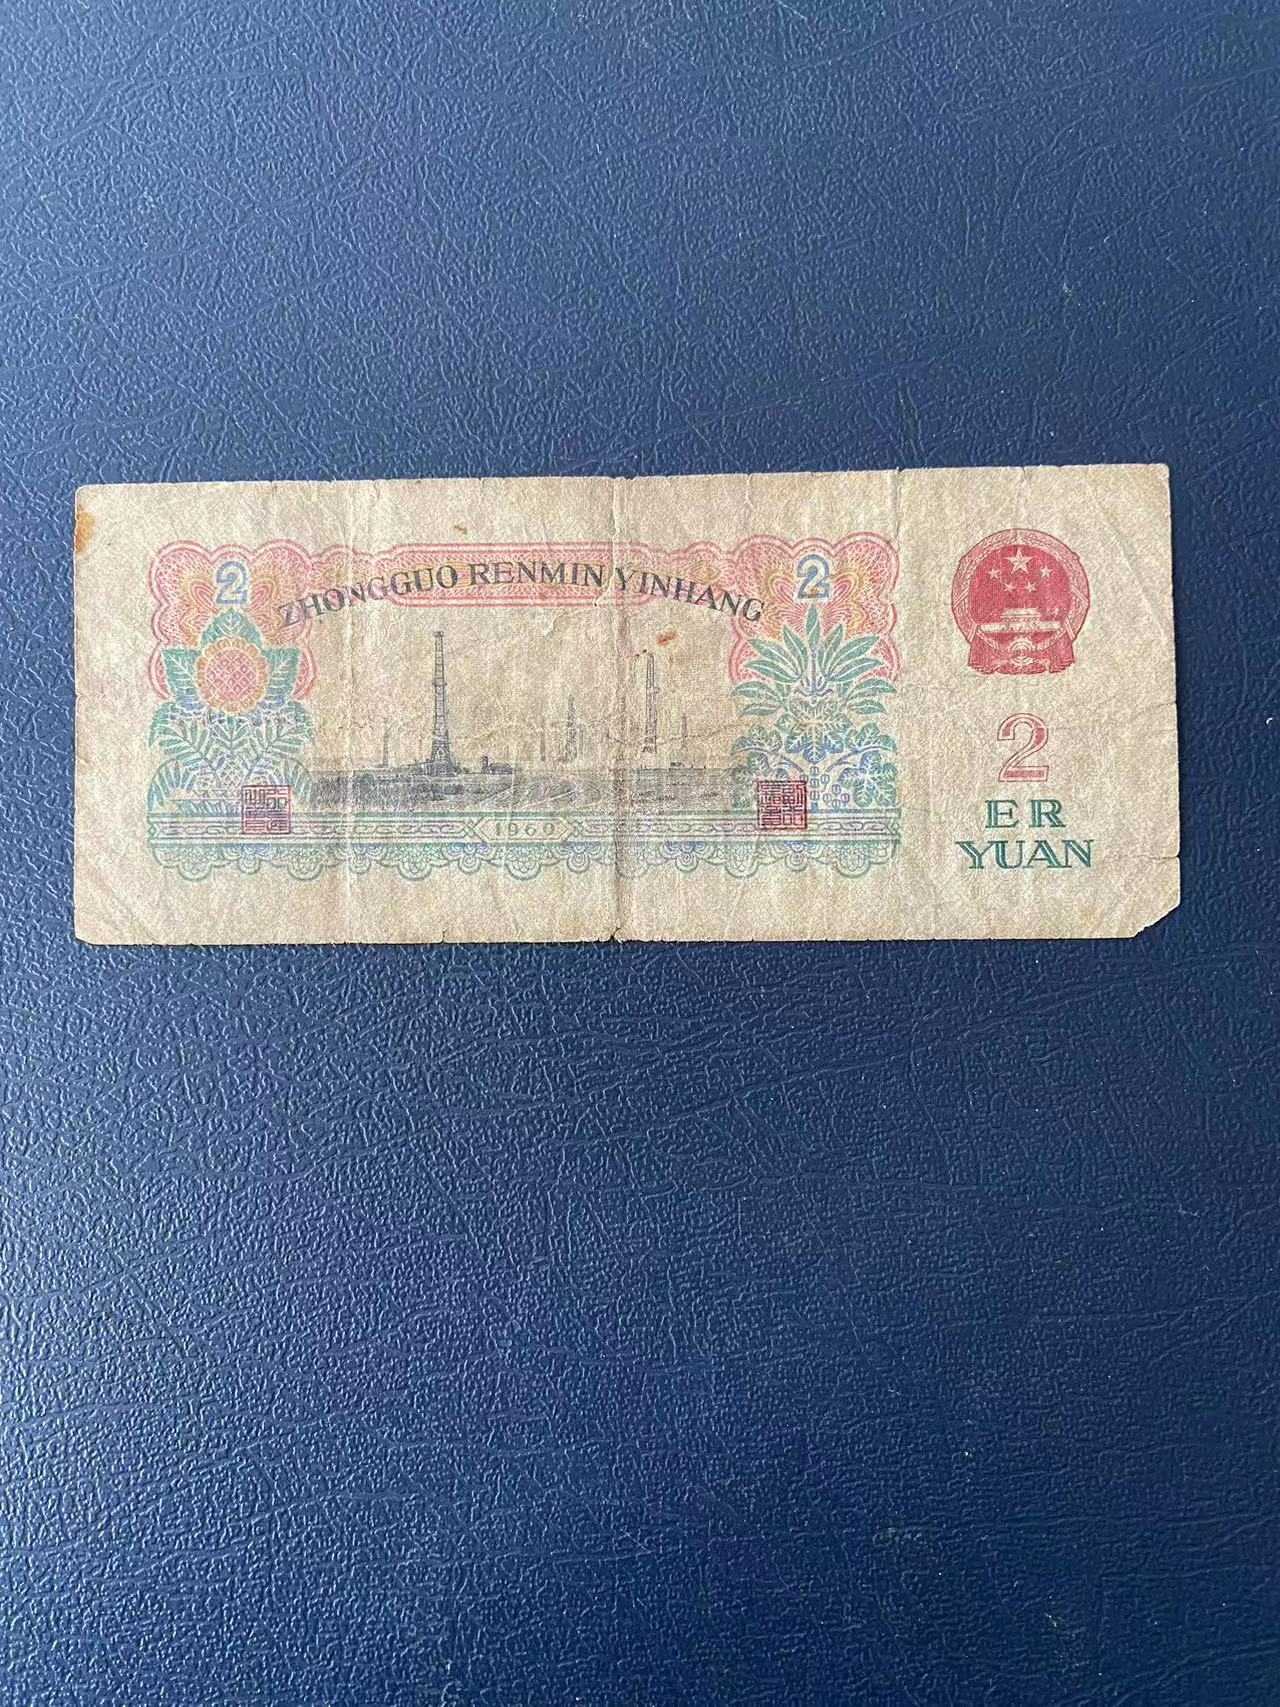 2
ZHONGGUO RENMIN YINHANG
2
1960
2
ER
YUAN